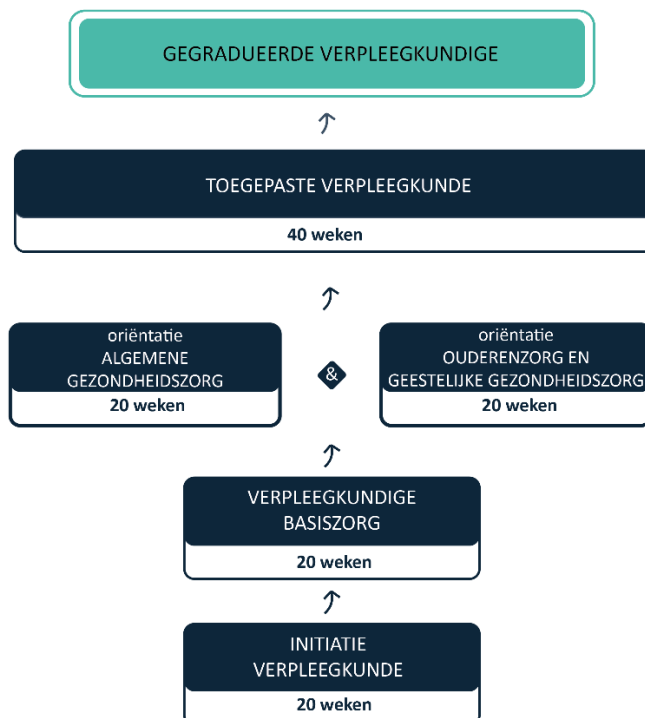 GEGRADUEERDE VERPLEEGKUNDIGE
TOEGEPASTE VERPLEEGKUNDE
40 weken
oriëntatie
ALGEMENE
GEZONDHEIDSZORG
20 weken
&
oriëntatie
OUDERENZORG EN
GEESTELIJKE GEZONDHEIDSZORG
20 weken
VERPLEEGKUNDIGE
BASISZORG
20 weken
INITIATIE
VERPLEEGKUNDE
20 weken